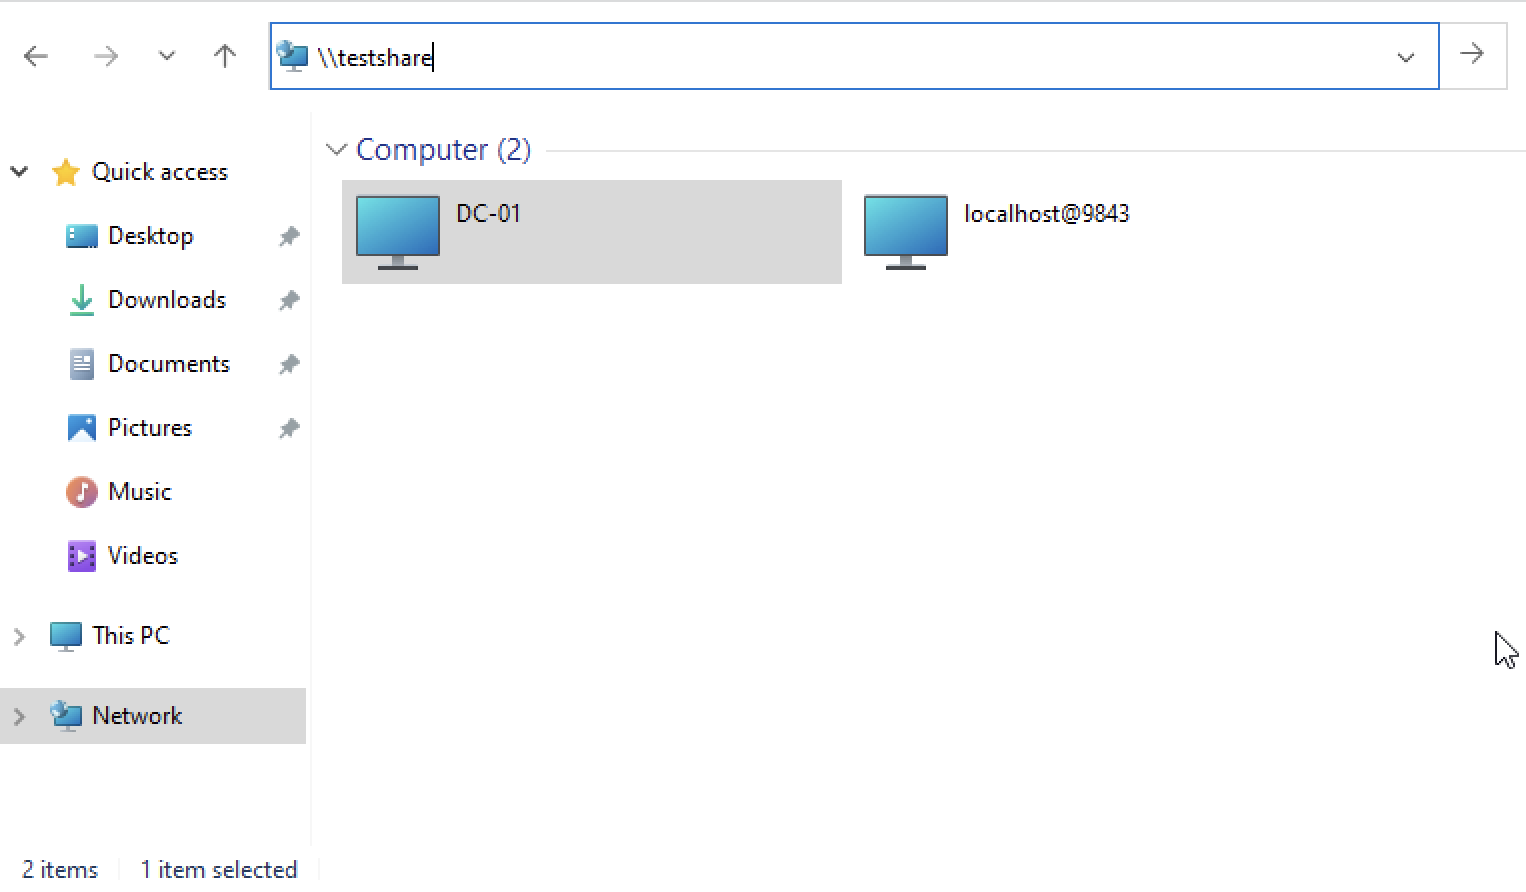 \\testshare
Quick access
Desktop
Downloads
Documents
Pictures
Music
Videos
This PC
Network
Computer (2)
DC-01
localhost@9843
2 items
1 item selected